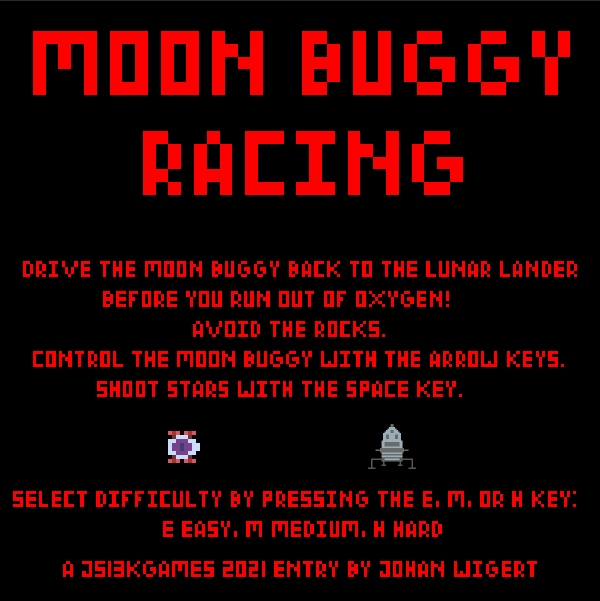 MOON BUGGY
RACING
DRIVE THE MOON BUGGY BACK TO THE LUNAR LANDER
BEFORE YOU RUN OUT OF OXYGEN!
AVOID THE ROCKS.
CONTROL THE MOON BUGGY WITH THE ARROW KEYS.
SHOOT STARS WITH THE SPACE KEY.
SELECT DIFFICULTY BY PRESSING THE E, M, OR H KEY:
E EASY, M MEDIUM, H HARD
A JS13KGAMES 2021 ENTRY BY JOHAN WIGERT